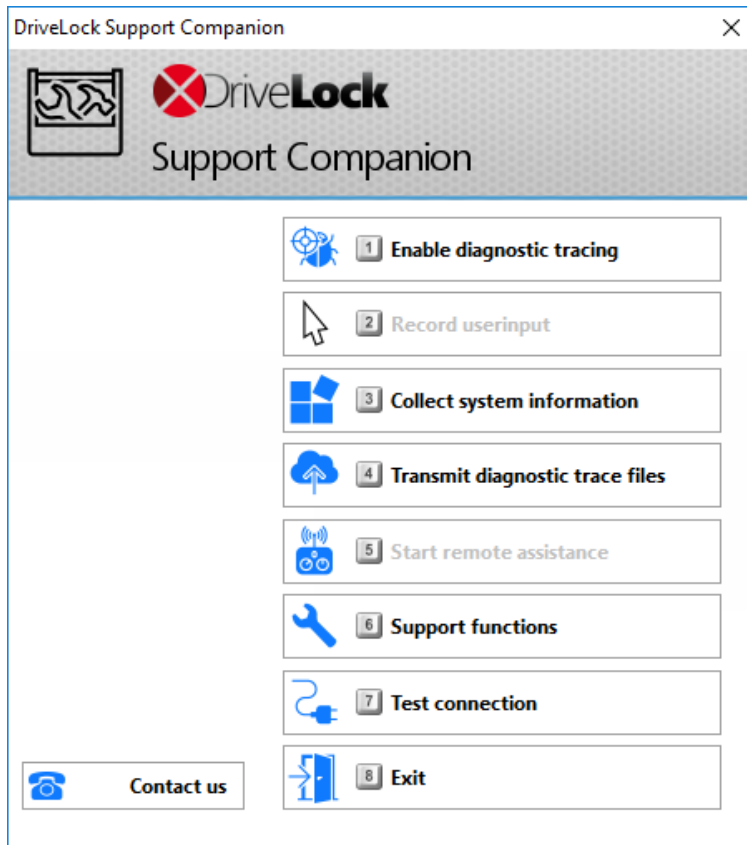 DriveLock Support Companion
DriveLock
Support Companion
1 Enable diagnostic tracing
2 Record userinput
3 Collect system information
4 Transmit diagnostic trace files
5 Start remote assistance
6 Support functions
7 Test connection
8 Exit
Contact us